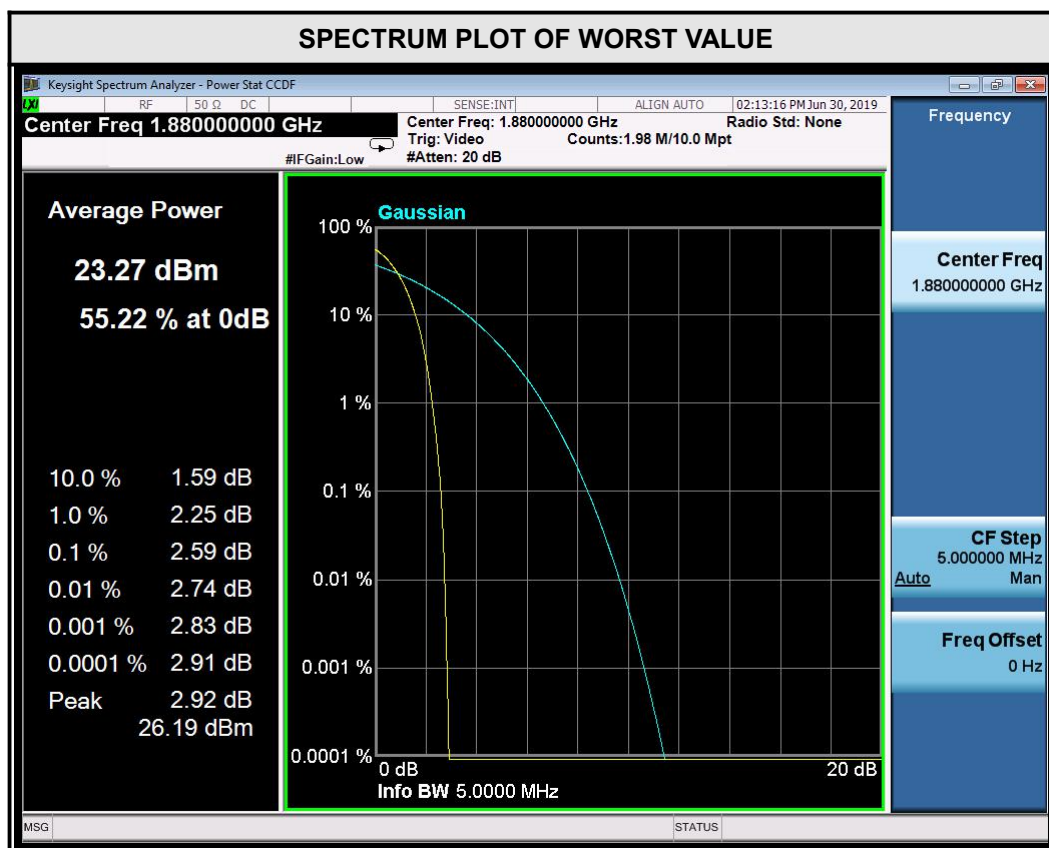 SPECTRUM PLOT OF WORST VALUE
Keysight Spectrum Analyzer - Power Stat CCDF
LXI RF 50 Ω DC SENSE:INT ALIGN AUTO 02:13:16 PM Jun 30, 2019
Center Freq 1.880000000 GHz
Center Freq: 1.880000000 GHz Radio Std: None
Trig: Video Counts:1.98 M/10.0 Mpt
#IFGain:Low #Atten: 20 dB
Average Power
23.27 dBm
55.22 % at 0dB
10.0 % 1.59 dB
1.0 % 2.25 dB
0.1 % 2.59 dB
0.01 % 2.74 dB
0.001 % 2.83 dB
0.0001 % 2.91 dB
Peak 2.92 dB
26.19 dBm
Gaussian
100 %
10 %
1 %
0.1 %
0.01 %
0.001 %
0.0001 %
0 dB 20 dB
Info BW 5.0000 MHz
Frequency
Center Freq
1.880000000 GHz
CF Step
5.000000 MHz
Auto Man
Freq Offset
0 Hz
MSG STATUS